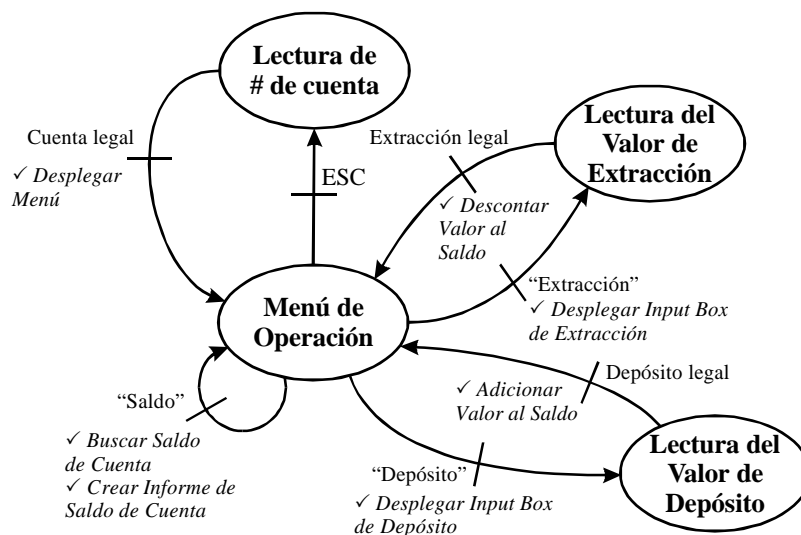 Lectura de
# de cuenta
Cuenta legal
✓ Desplegar
Menú
ESC
Extracción legal
✓ Descontar
Valor al
Saldo
Lectura del
Valor de
Extracción
“Extracción”
✓ Desplegar Input Box
de Extracción
Menú de
Operación
“Saldo”
✓ Buscar Saldo
de Cuenta
✓ Crear Informe de
Saldo de Cuenta
Depósito legal
✓ Adicionar
Valor al Saldo
“Depósito”
✓ Desplegar Input Box
de Depósito
Lectura del
Valor de
Depósito